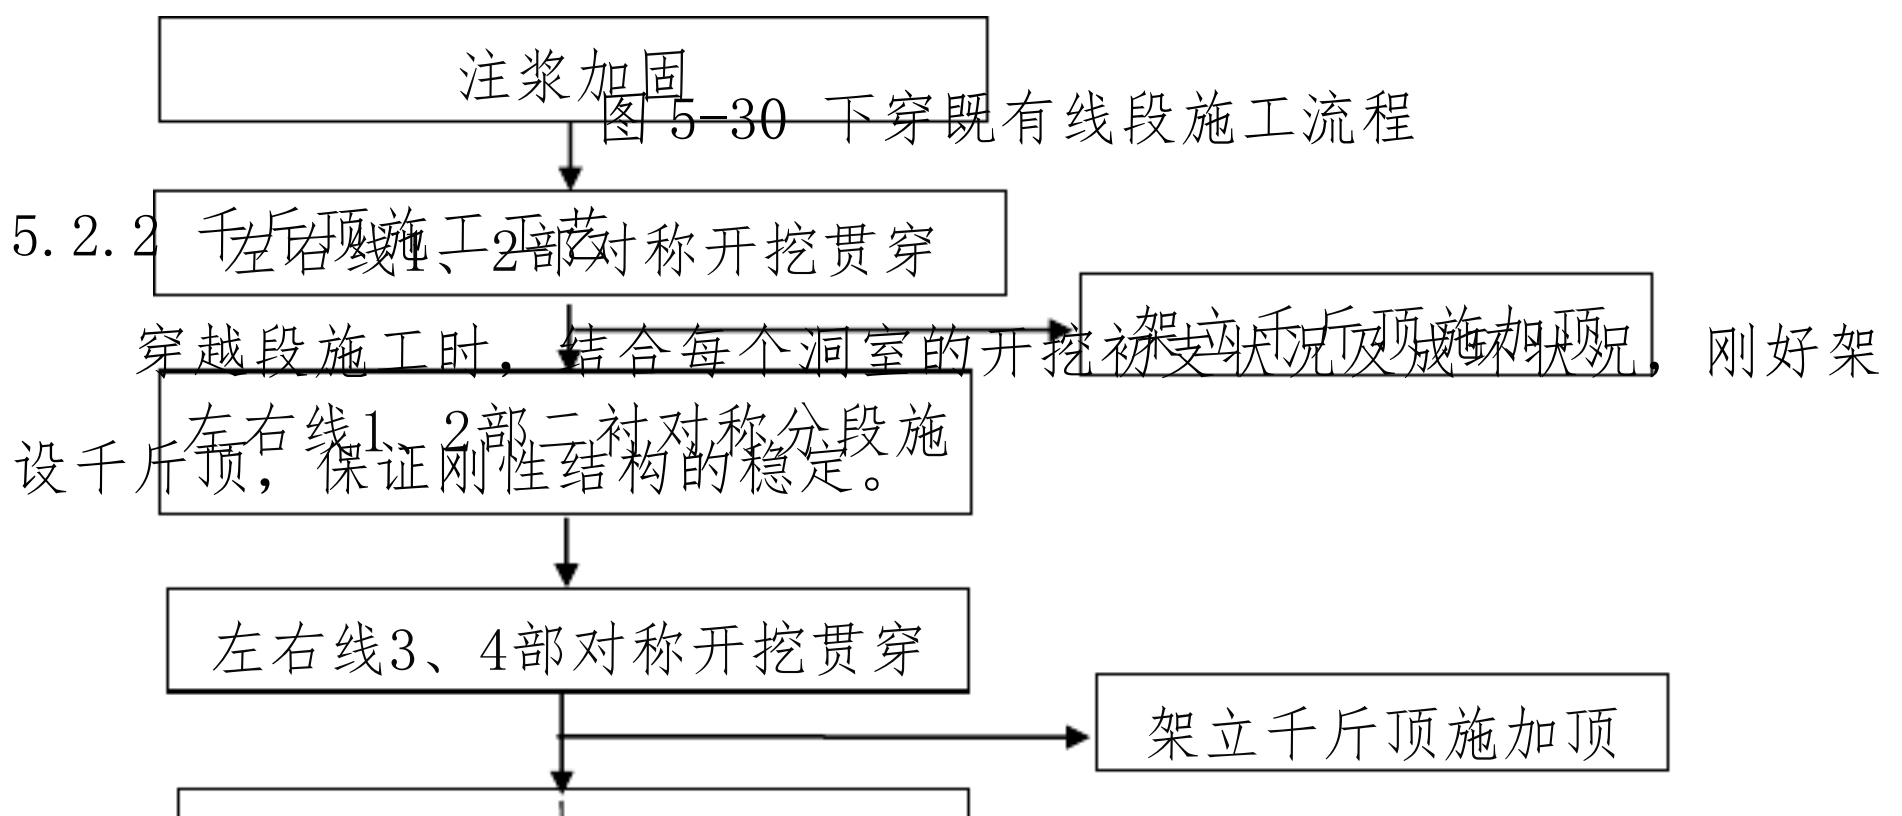 注浆加固
图 5-30 下穿既有线段施工流程
5.2.2 千斤顶施工工艺
左右线1、2部对称开挖贯穿
架立千斤顶施加顶
穿越段施工时，结合每个洞室的开挖初支状况及成环状况，刚好架
左右线1、2部二衬对称分段施
设千斤顶，保证刚性结构的稳定。
左右线3、4部对称开挖贯穿
架立千斤顶施加顶